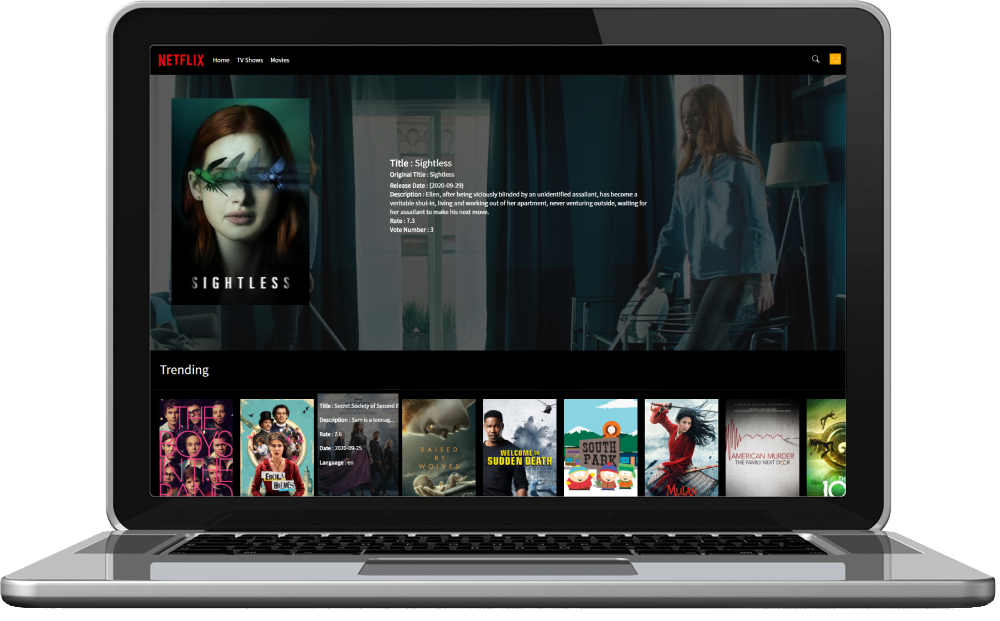 NETFLIX Home TV Shows Movies
SIGHTLESS
Title : Sightless
Original Title : Sightless
Release Date : (2020-09-29)
Description : Ellen, after being viciously blinded by an unidentified assailant, has become a
veritable shut-in, living and working out of her apartment, never venturing outside, waiting for
her assailant to make his next move.
Rate : 7.3
Vote Number : 3
Trending
THE
BOYS
IN THE
BAND
ENOLA
HOLMES
Title : Secret Society of Second B
Description : Sam is a teenag...
Rate : 7.6
Date : 2020-09-25
Language : en
RAISED
BY
WOLVES
WELCOME TO
SUDDEN DEATH
SOUTH
PARK
MULAN
AMERICAN MURDER
THE FAMILY NEXT DOOR
THE
10